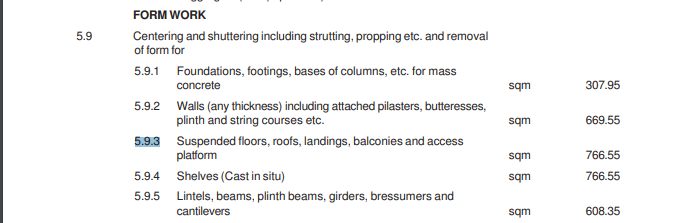 FORM WORK
5.9 Centering and shuttering including strutting, propping etc. and removal
of form for
5.9.1 Foundations, footings, bases of columns, etc. for mass
concrete sqm 307.95
5.9.2 Walls (any thickness) including attached pilasters, butteresses,
plinth and string courses etc. sqm 669.55
5.9.3 Suspended floors, roofs, landings, balconies and access
platform sqm 766.55
5.9.4 Shelves (Cast in situ) sqm 766.55
5.9.5 Lintels, beams, plinth beams, girders, bressumers and
cantilevers sqm 608.35